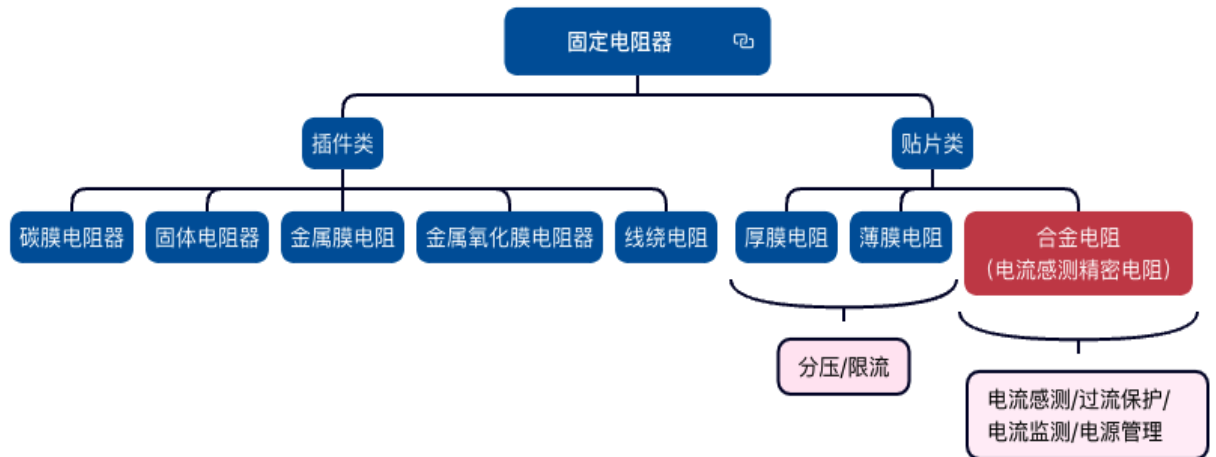 固定电阻器
插件类
贴片类
碳膜电阻器
固体电阻器
金属膜电阻
金属氧化膜电阻器
线绕电阻
厚膜电阻
薄膜电阻
合金电阻
（电流感测精密电阻）
分压/限流
电流感测/过流保护/
电流监测/电源管理